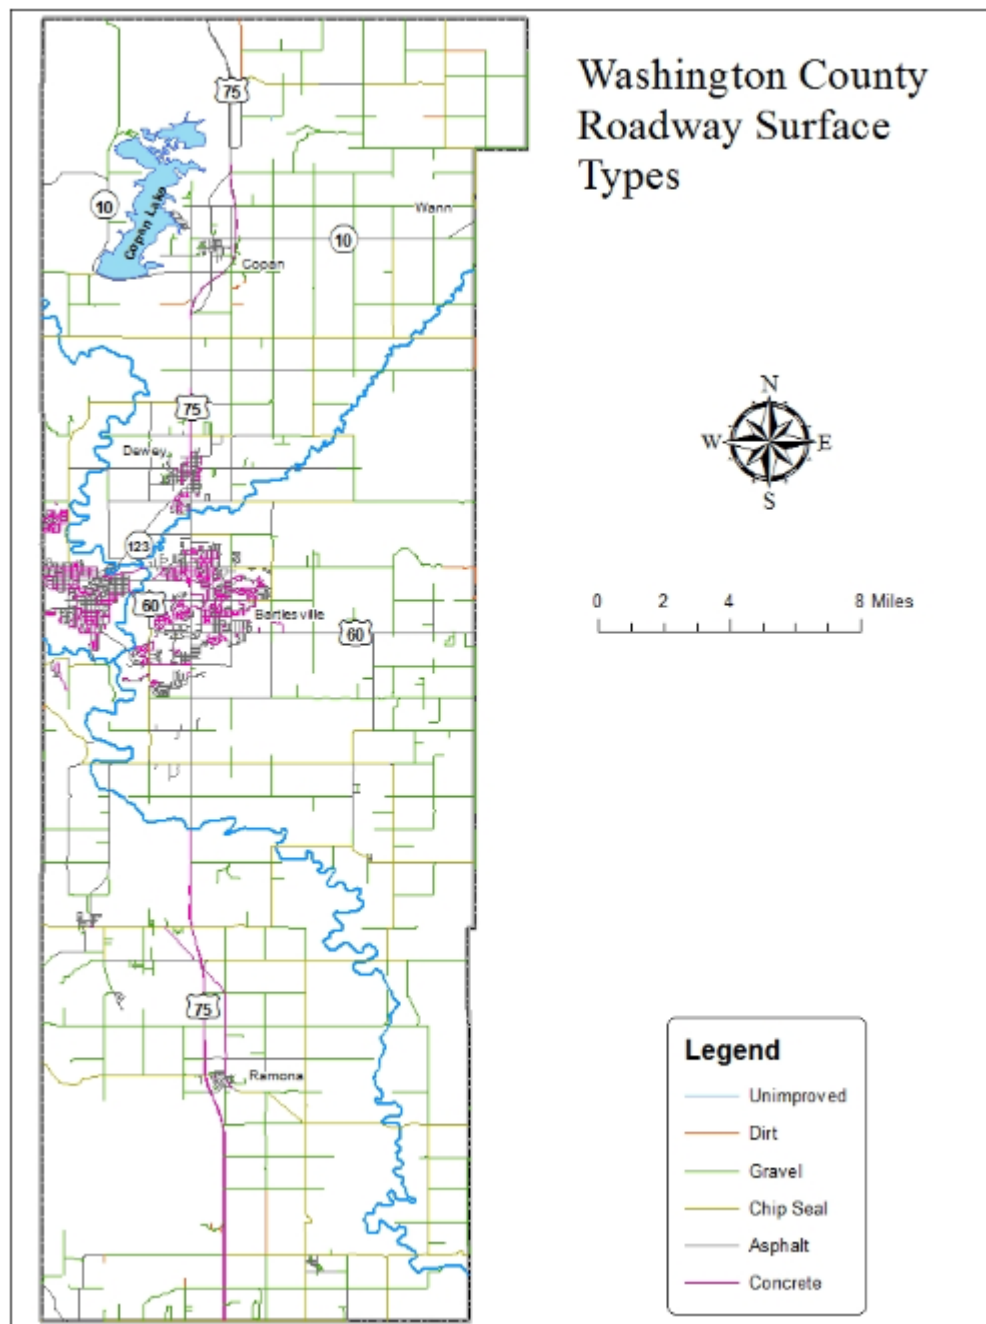 Washington County
Roadway Surface
Types
75
10
Copan Lake
Wann
10
Copan
75
Dewey
N
W
E
S
123
60
Bartlesville
60
0
2
4
8 Miles
75
Ramona
Legend
Unimproved
Dirt
Gravel
Chip Seal
Asphalt
Concrete